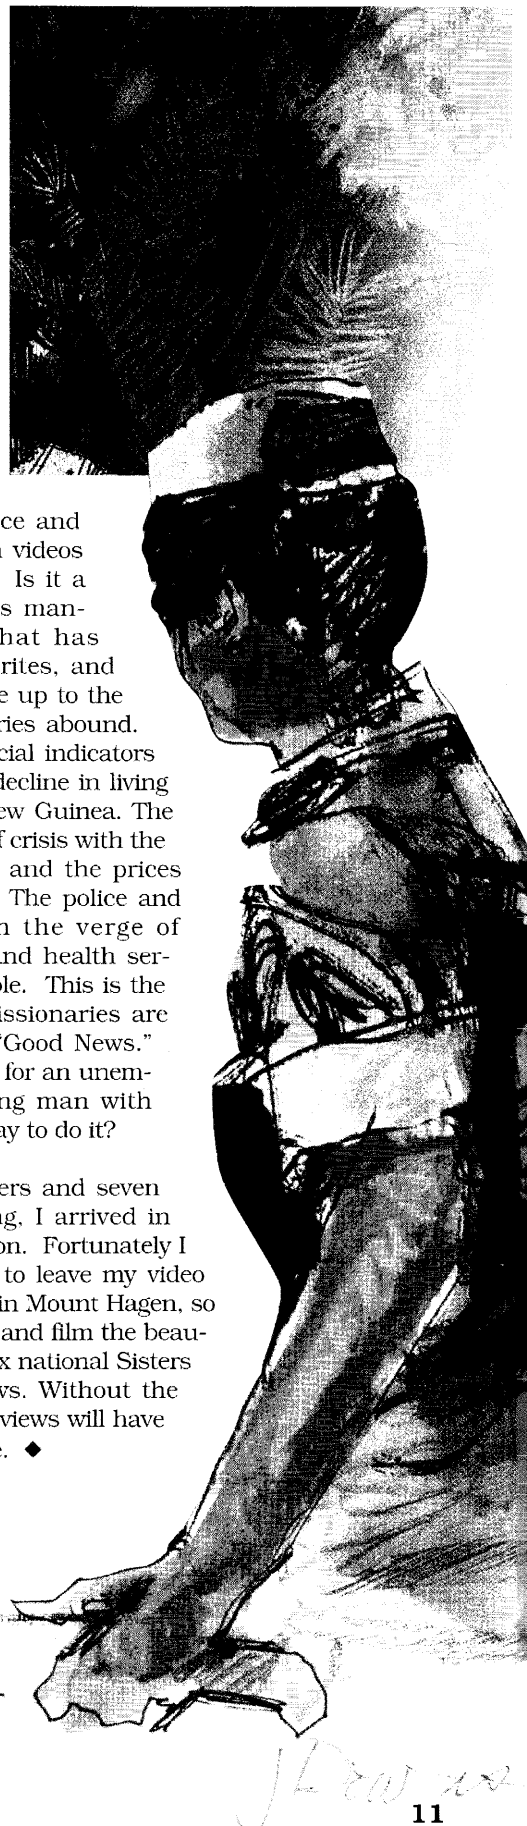 ce and
videos
Is it a
s man-
hat has
rites, and
e up to the
ries abound.
cial indicators
decline in living
ew Guinea. The
f crisis with the
and the prices
The police and
n the verge of
and health ser-
ple. This is the
issionaries are
"Good News."
for an unem-
ng man with
ay to do it?
ers and seven
ng, I arrived in
on. Fortunately I
to leave my video
in Mount Hagen, so
and film the beau-
x national Sisters
ws. Without the
views will have
e. ◆
11